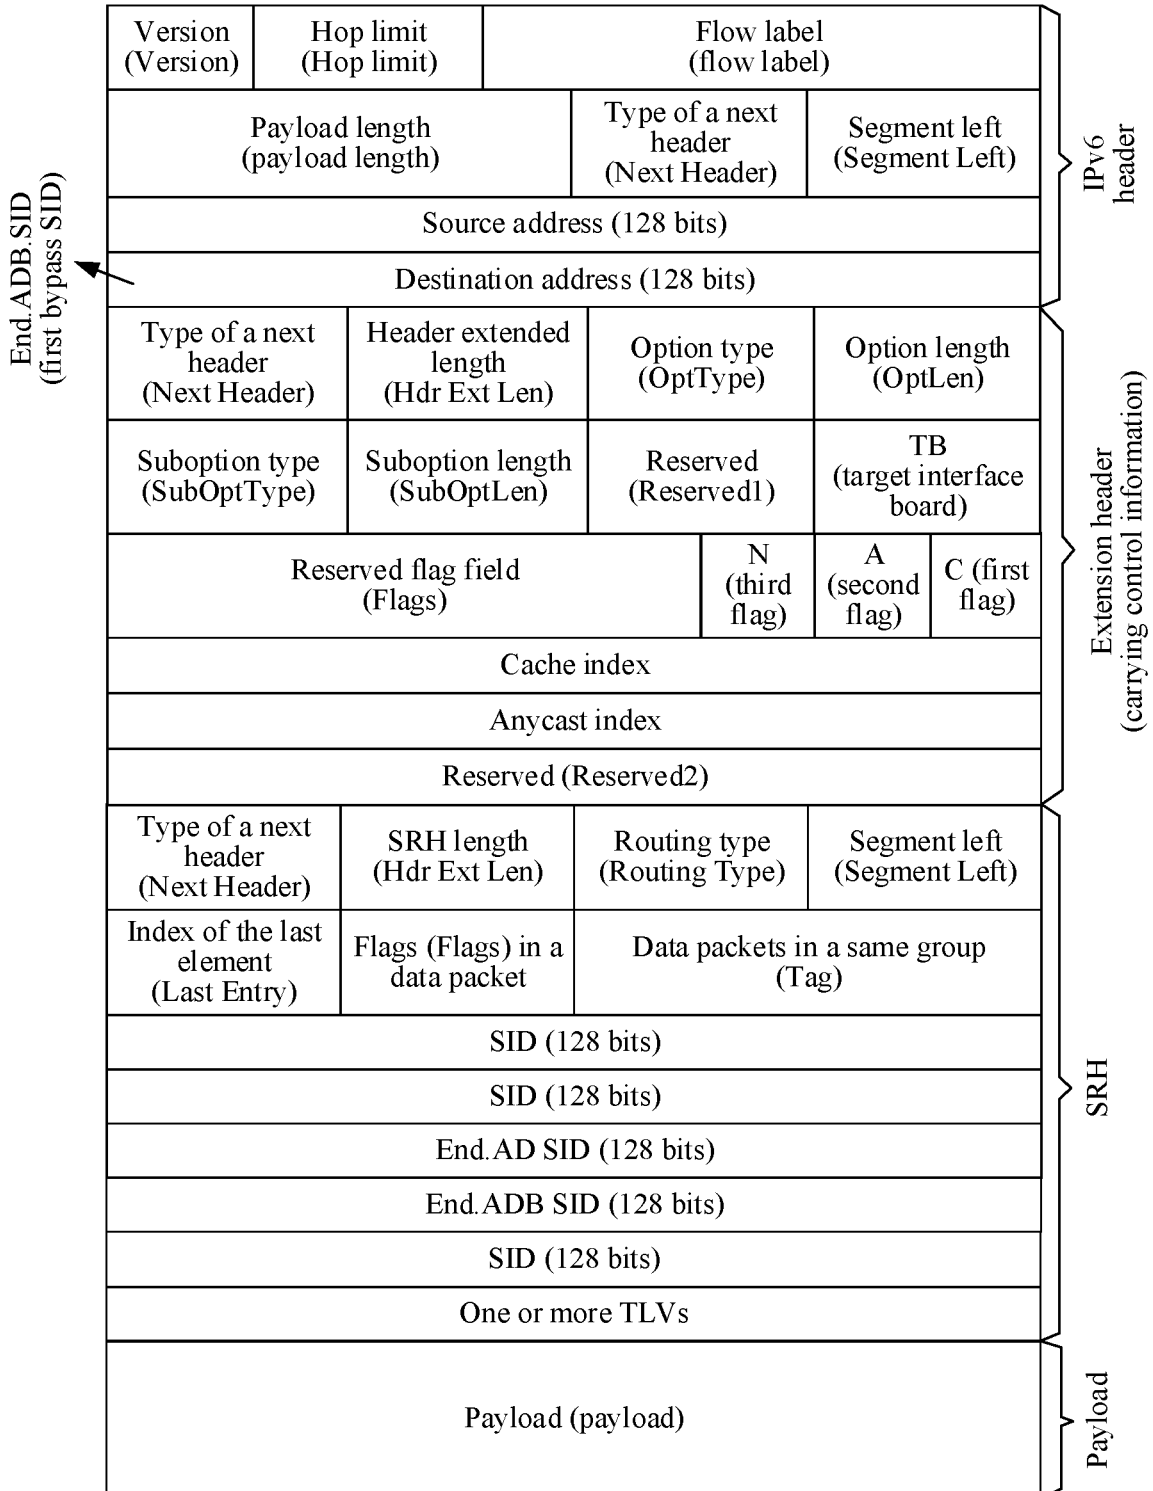 Version
(Version)
Hop limit
(Hop limit)
Flow label
(flow label)
Payload length
(payload length)
Type of a next
header
(Next Header)
Segment left
(Segment Left)
IPv6
header
Source address (128 bits)
End.ADB.SID
(first bypass SID)
Destination address (128 bits)
Type of a next
header
(Next Header)
Header extended
length
(Hdr Ext Len)
Option type
(OptType)
Option length
(OptLen)
Suboption type
(SubOptType)
Suboption length
(SubOptLen)
Reserved
(Reserved1)
TB
(target interface
board)
Extension header
(carrying control information)
Reserved flag field
(Flags)
N
(third
flag)
A
(second
flag)
C (first
flag)
Cache index
Anycast index
Reserved (Reserved2)
Type of a next
header
(Next Header)
SRH length
(Hdr Ext Len)
Routing type
(Routing Type)
Segment left
(Segment Left)
Index of the last
element
(Last Entry)
Flags (Flags) in a
data packet
Data packets in a same group
(Tag)
SID (128 bits)
SID (128 bits)
SRH
End.AD SID (128 bits)
End.ADB SID (128 bits)
SID (128 bits)
One or more TLVs
Payload (payload)
Payload